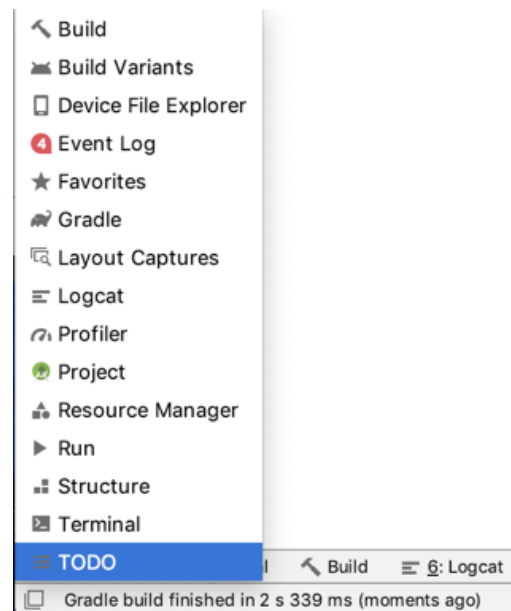 Build
Build Variants
Device File Explorer
4 Event Log
Favorites
Gradle
Layout Captures
Logcat
Profiler
Project
Resource Manager
Run
Structure
Terminal
TODO
l Build 6: Logcat
Gradle build finished in 2 s 339 ms (moments ago)